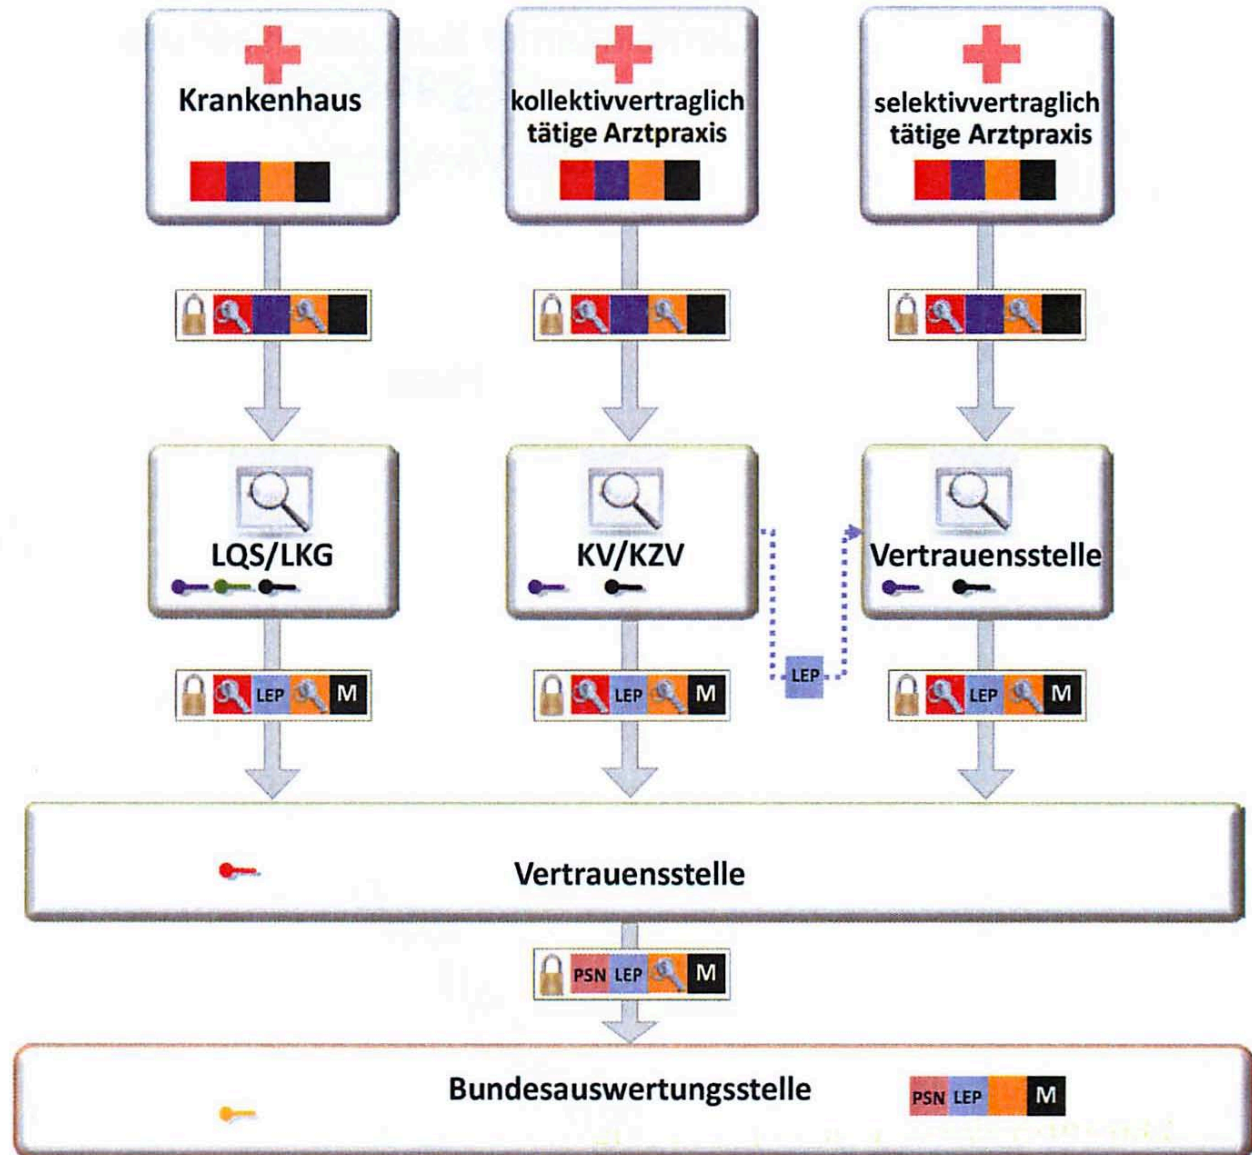 Krankenhaus
kollektivvertraglich
tätige Arztpraxis
selektivvertraglich
tätige Arztpraxis
LQS/LKG
KV/KZV
Vertrauensstelle
LEP
LEP M
LEP M
LEP M
Vertrauensstelle
PSN LEP M
Bundesauswertungsstelle
PSN LEP M